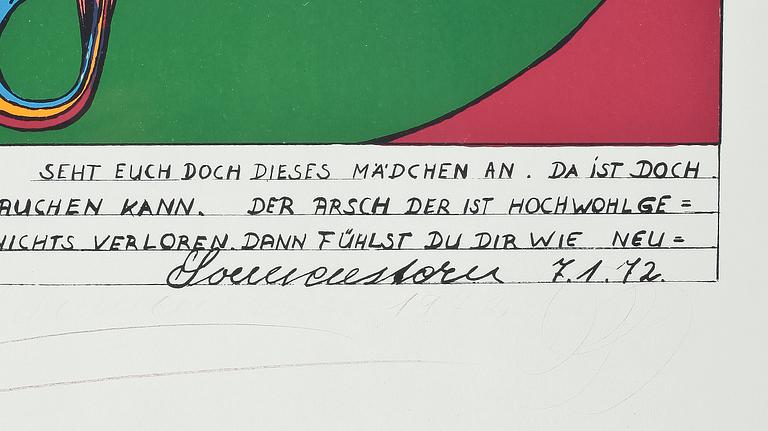 SEHT EUCH DOCH DIESES MÄDCHEN AN. DA iST DOCH
AUCHEN KANN. DER ARSCH DER IST HOCHWOHLGE =
NICHTS VERLOREN. DANN FÜHLST DU DIR WIE NEU =
Sonnenstern 7.1.72.